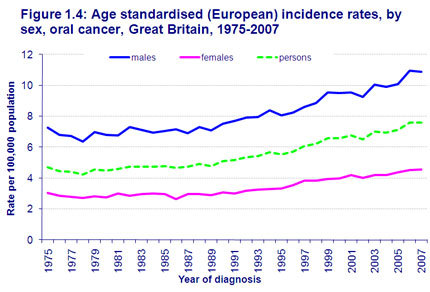 Figure 1.4: Age standardised (European) incidence rates, by
sex, oral cancer, Great Britain, 1975-2007
males females persons
Rate per 100,000 population
12
10
8
6
4
2
0
1975 1977 1979 1981 1983 1985 1987 1989 1991 1993 1995 1997 1999 2001 2003 2005 2007
Year of diagnosis